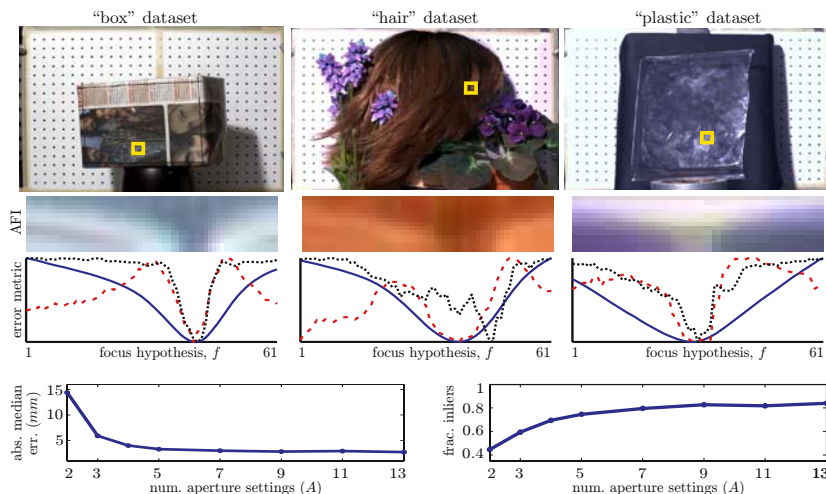 “box” dataset
“hair” dataset
“plastic” dataset
AFI
error metric
1 focus hypothesis, f 61
1 focus hypothesis, f 61
1 focus hypothesis, f 61
abs. median
err. (mm)
15
10
5
2 3 5 7 9 11 13
num. aperture settings (A)
frac. inliers
1
0.8
0.6
0.4
2 3 5 7 9 11 13
num. aperture settings (A)